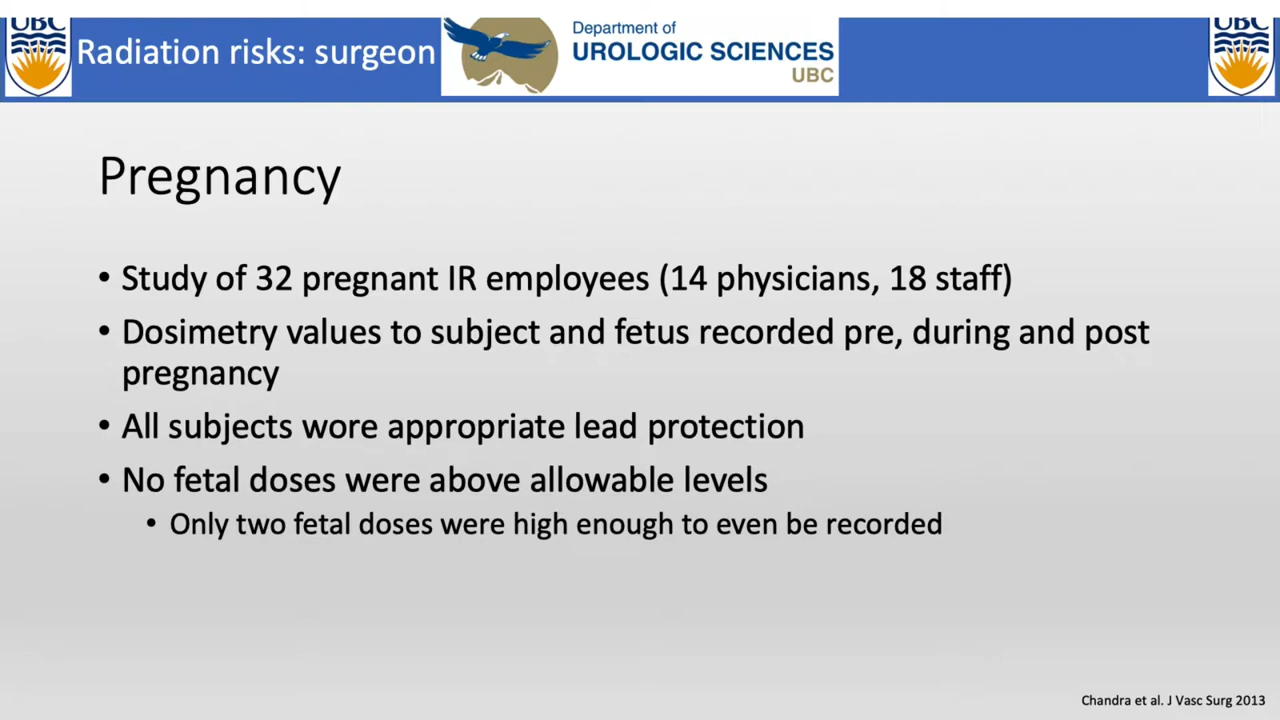 UBC
Radiation risks: surgeon
Department of
UROLOGIC SCIENCES
UBC
UBC
Pregnancy
• Study of 32 pregnant IR employees (14 physicians, 18 staff)
• Dosimetry values to subject and fetus recorded pre, during and post
pregnancy
• All subjects wore appropriate lead protection
• No fetal doses were above allowable levels
• Only two fetal doses were high enough to even be recorded
Chandra et al. J Vasc Surg 2013